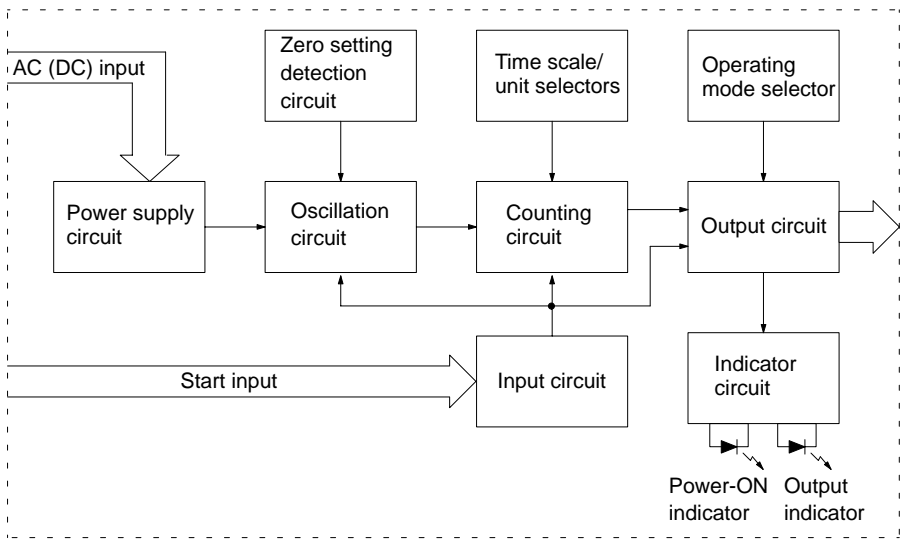 AC (DC) input
Zero setting
detection
circuit
Time scale/
unit selectors
Operating
mode selector
Power supply
circuit
Oscillation
circuit
Counting
circuit
Output circuit
Start input
Input circuit
Indicator
circuit
Power-ON
indicator
Output
indicator